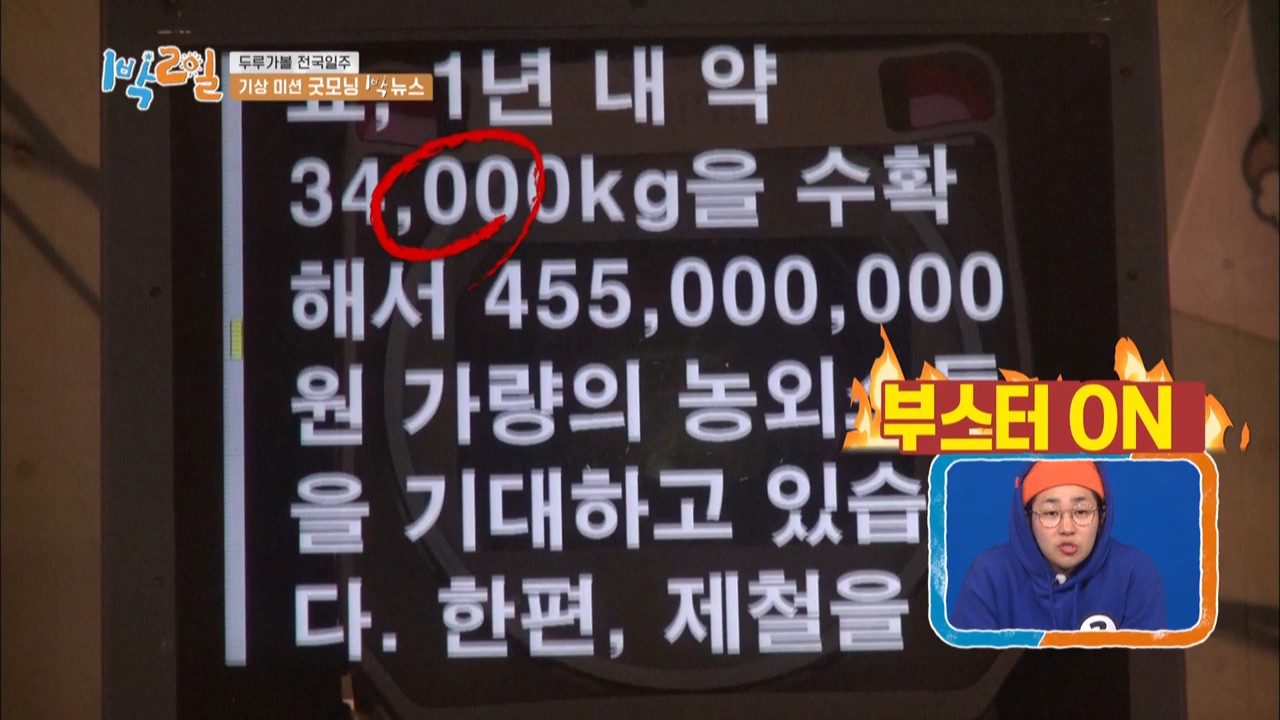 1박2일
두루가볼 전국일주
기상 미션 굿모닝 1박 뉴스
1년 내 약
34,000kg을 수확
해서 455,000,000
원 가량의 농외
을 기대하고 있습
다. 한편, 제철을
부스터 ON